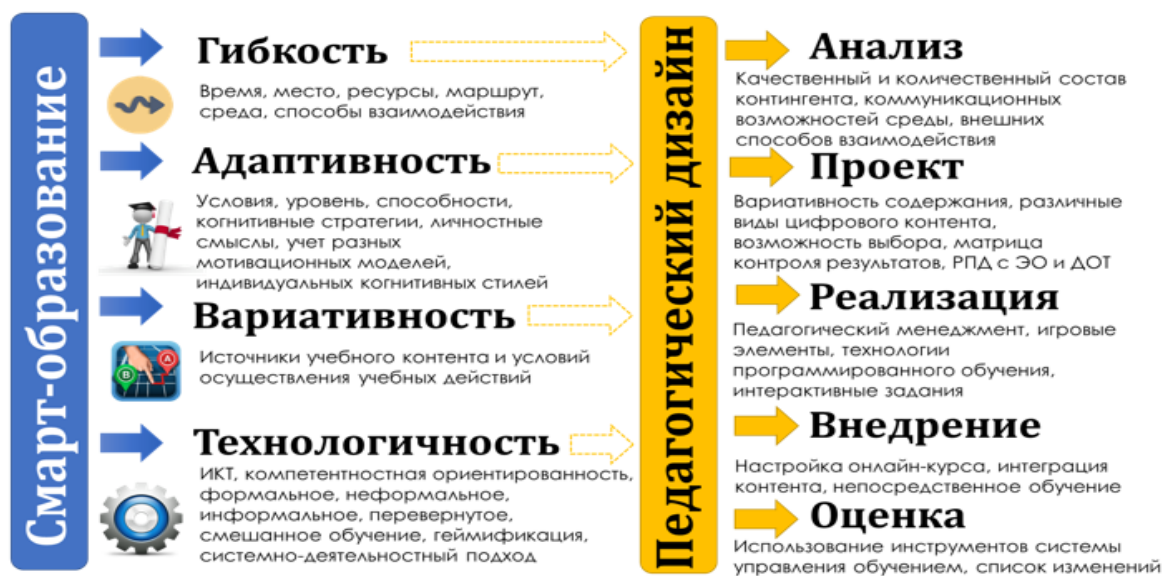 Смарт-образование
Гибкость
Время, место, ресурсы, маршрут,
среда, способы взаимодействия
Адаптивность
Условия, уровень, способности,
когнитивные стратегии, личностные
смыслы, учет разных
мотивационных моделей,
индивидуальных когнитивных стилей
Вариативность
Источники учебного контента и условий
осуществления учебных действий
Технологичность
ИКТ, компетентностная ориентированность,
формальное, неформальное,
информальное, перевернутое,
смешанное обучение, геймификация,
системно-деятельностный подход
Педагогический дизайн
Анализ
Качественный и количественный состав
контингента, коммуникационных
возможностей среды, внешних
способов взаимодействия
Проект
Вариативность содержания, различные
виды цифрового контента,
возможность выбора, матрица
контроля результатов, РПД с ЭО и ДОТ
Реализация
Педагогический менеджмент, игровые
элементы, технологии
программированного обучения,
интерактивные задания
Внедрение
Настройка онлайн-курса, интеграция
контента, непосредственное обучение
Оценка
Использование инструментов системы
управления обучением, список изменений
A
B